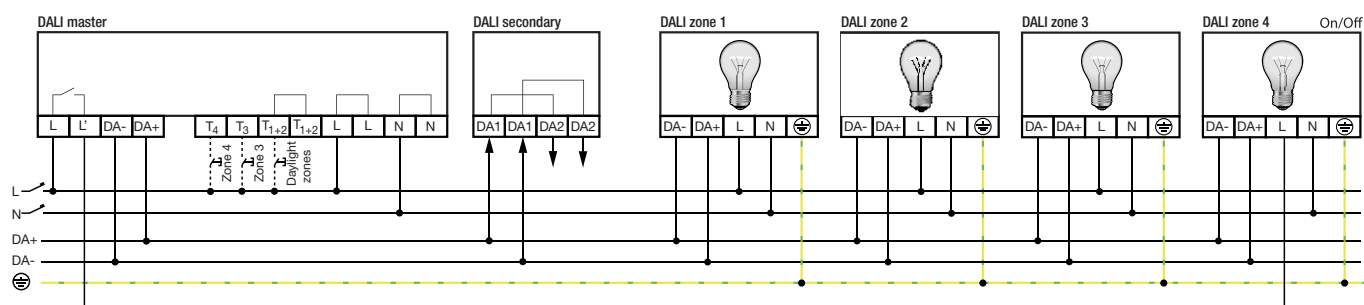 DALI master
DALI secondary
DALI zone 1
DALI zone 2
DALI zone 3
DALI zone 4
On/Off
L L' DA- DA+ T4 T3 T1+2 T1+2 L L N N
DA1 DA1 DA2 DA2
DA- DA+ L N
DA- DA+ L N
DA- DA+ L N
DA- DA+ L N
Zone 4
Zone 3
Daylight
zones
L
N
DA+
DA-